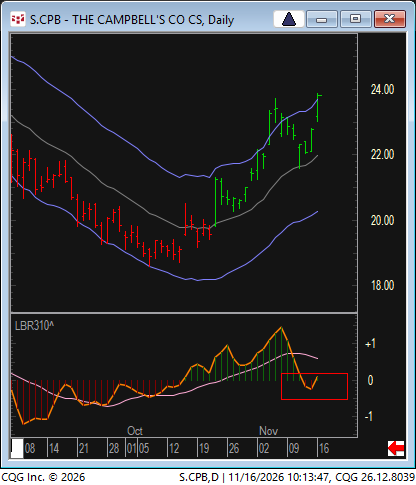 S.CPB - THE CAMPBELL'S CO CS, Daily
24.00
22.00
20.00
18.00
LBR310^
+1
0
-1
Oct Nov
08 14 21 28 01 05 12 19 26 02 09 16
CQG Inc. © 2026 S.CPB,D | 11/16/2026 10:13:47, CQG 26.12.8039